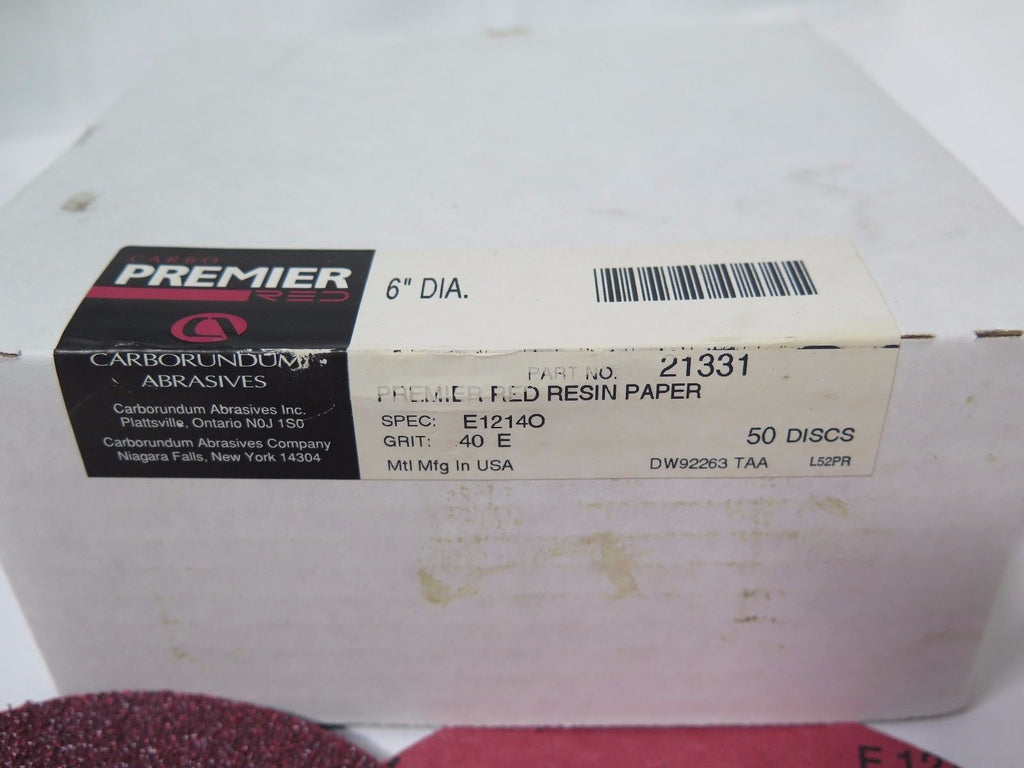 CARBO
PREMIER
RED
6" DIA.
CARBORUNDUM
ABRASIVES
Carborundum Abrasives Inc.
Plattsville, Ontario N0J 1S0
Carborundum Abrasives Company
Niagara Falls, New York 14304
PART NO. 21331
PREMIER RED RESIN PAPER
SPEC: E1214O
GRIT: 40 E
50 DISCS
Mtl Mfg In USA
DW92263 TAA
L52PR
E 12